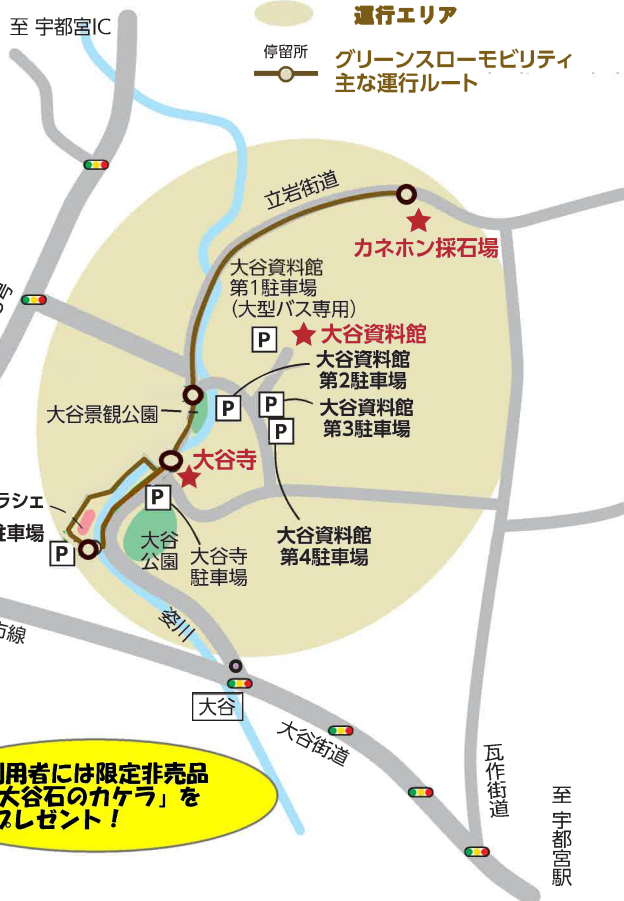 至 宇都宮IC
運行エリア
停留所
グリーンスローモビリティ
主な運行ルート
立岩街道
カネホン採石場
大谷資料館
第1駐車場
(大型バス専用)
P
大谷資料館
大谷資料館
第2駐車場
P
P
大谷資料館
第3駐車場
P
大谷景観公園
大谷寺
P
ラシェ
駐車場
P
大谷
公園
大谷寺
駐車場
大谷資料館
第4駐車場
姿川
市線
大谷
大谷街道
瓦作街道
至 宇都宮駅
用者には限定非売品
大谷石のカケラ」を
プレゼント！